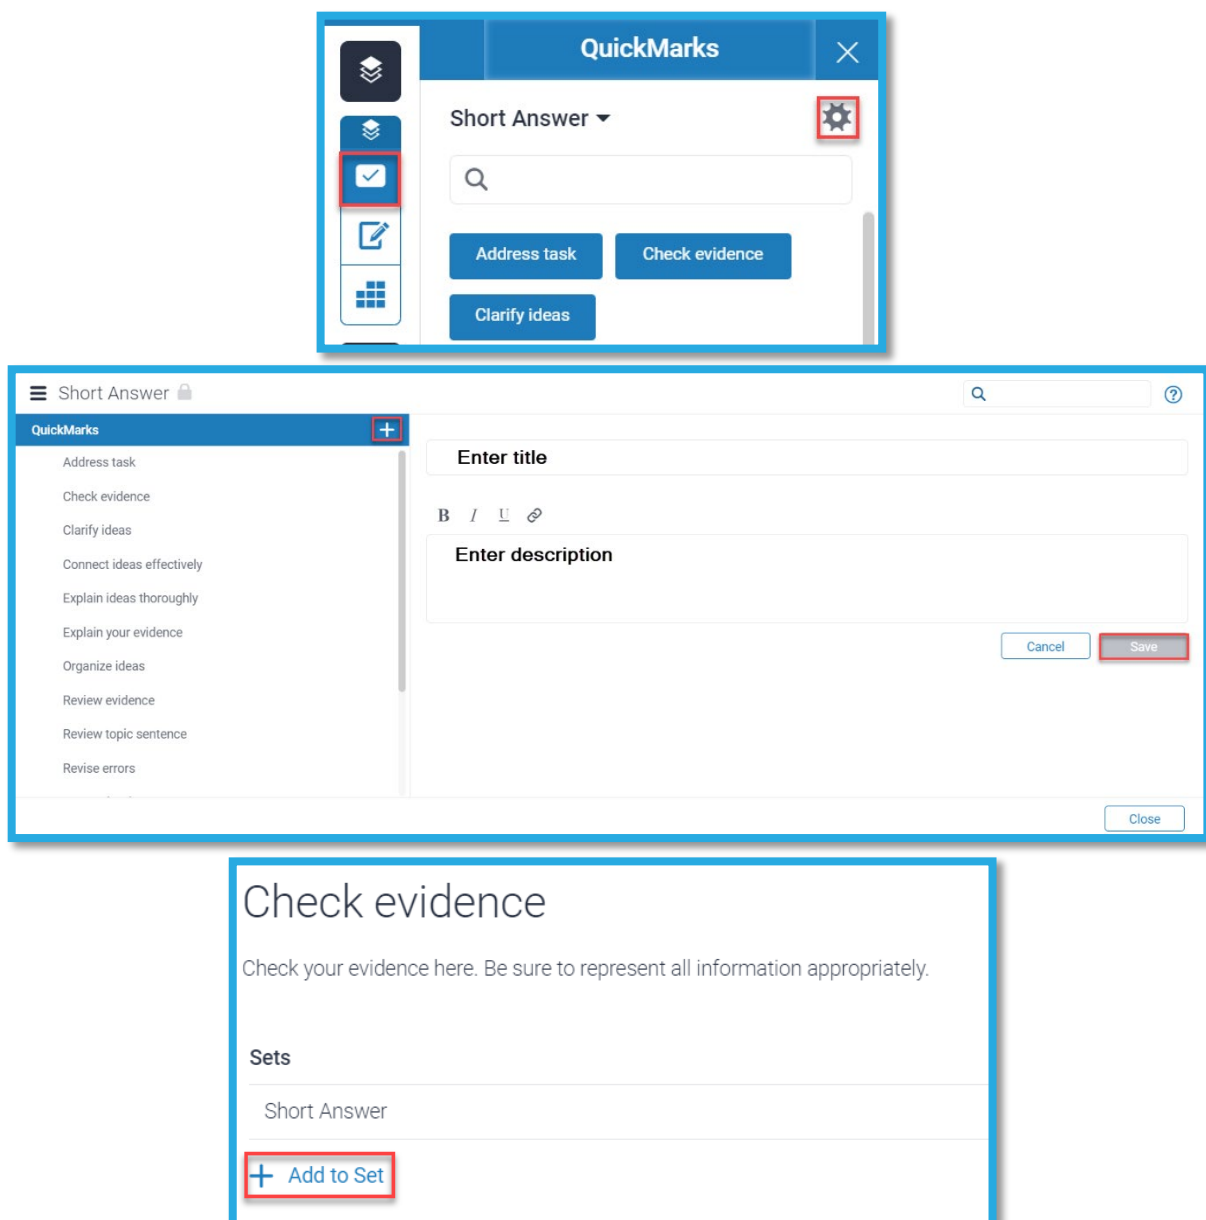 QuickMarks
Short Answer
Address task
Check evidence
Clarify ideas
Short Answer
QuickMarks
Address task
Check evidence
Clarify ideas
Connect ideas effectively
Explain ideas thoroughly
Explain your evidence
Organize ideas
Review evidence
Review topic sentence
Revise errors
Enter title
B I U
Enter description
Cancel Save
Close
Check evidence
Check your evidence here. Be sure to represent all information appropriately.
Sets
Short Answer
+ Add to Set